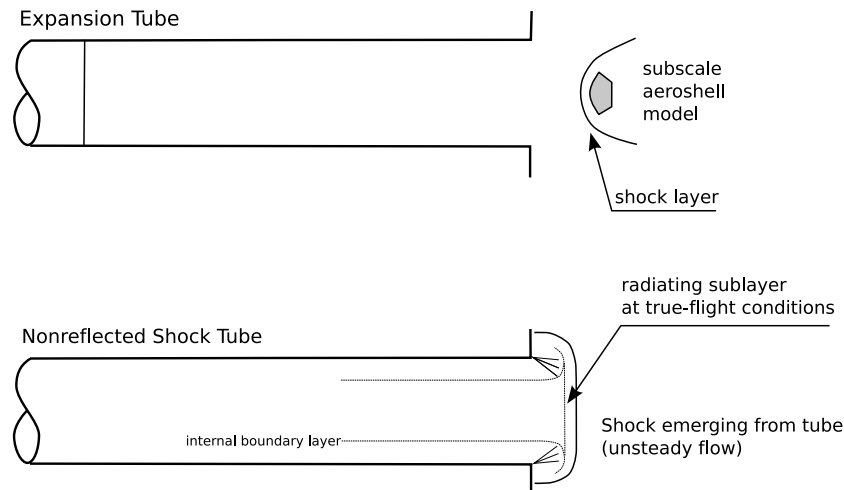 Expansion Tube
subscale
aeroshell
model
shock layer
radiating sublayer
at true-flight conditions
Nonreflected Shock Tube
internal boundary layer
Shock emerging from tube
(unsteady flow)